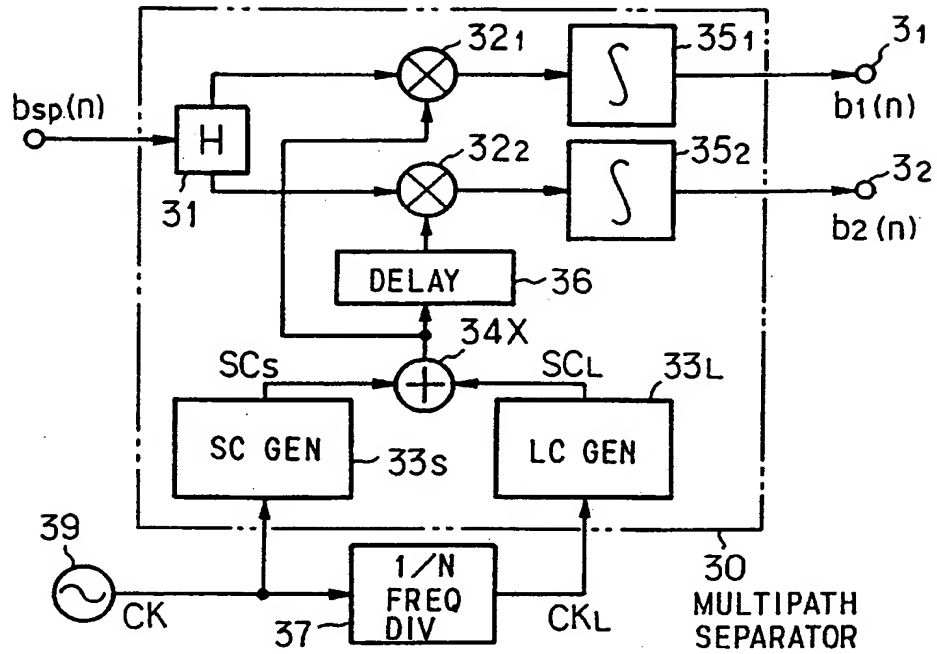 321
351
31
bsp.(n)
H
∫
b1(n)
31
322
352
32
∫
b2(n)
DELAY
36
34X
SCS
SCL
33L
SC GEN
33S
LC GEN
39
CK
1/N
FREQ
DIV
37
CKL
30
MULTIPATH
SEPARATOR